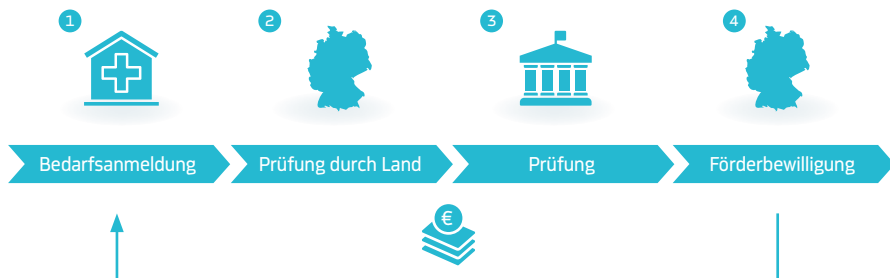 1
2
3
4
Bedarfsanmeldung
Prüfung durch Land
Prüfung
Förderbewilligung
€